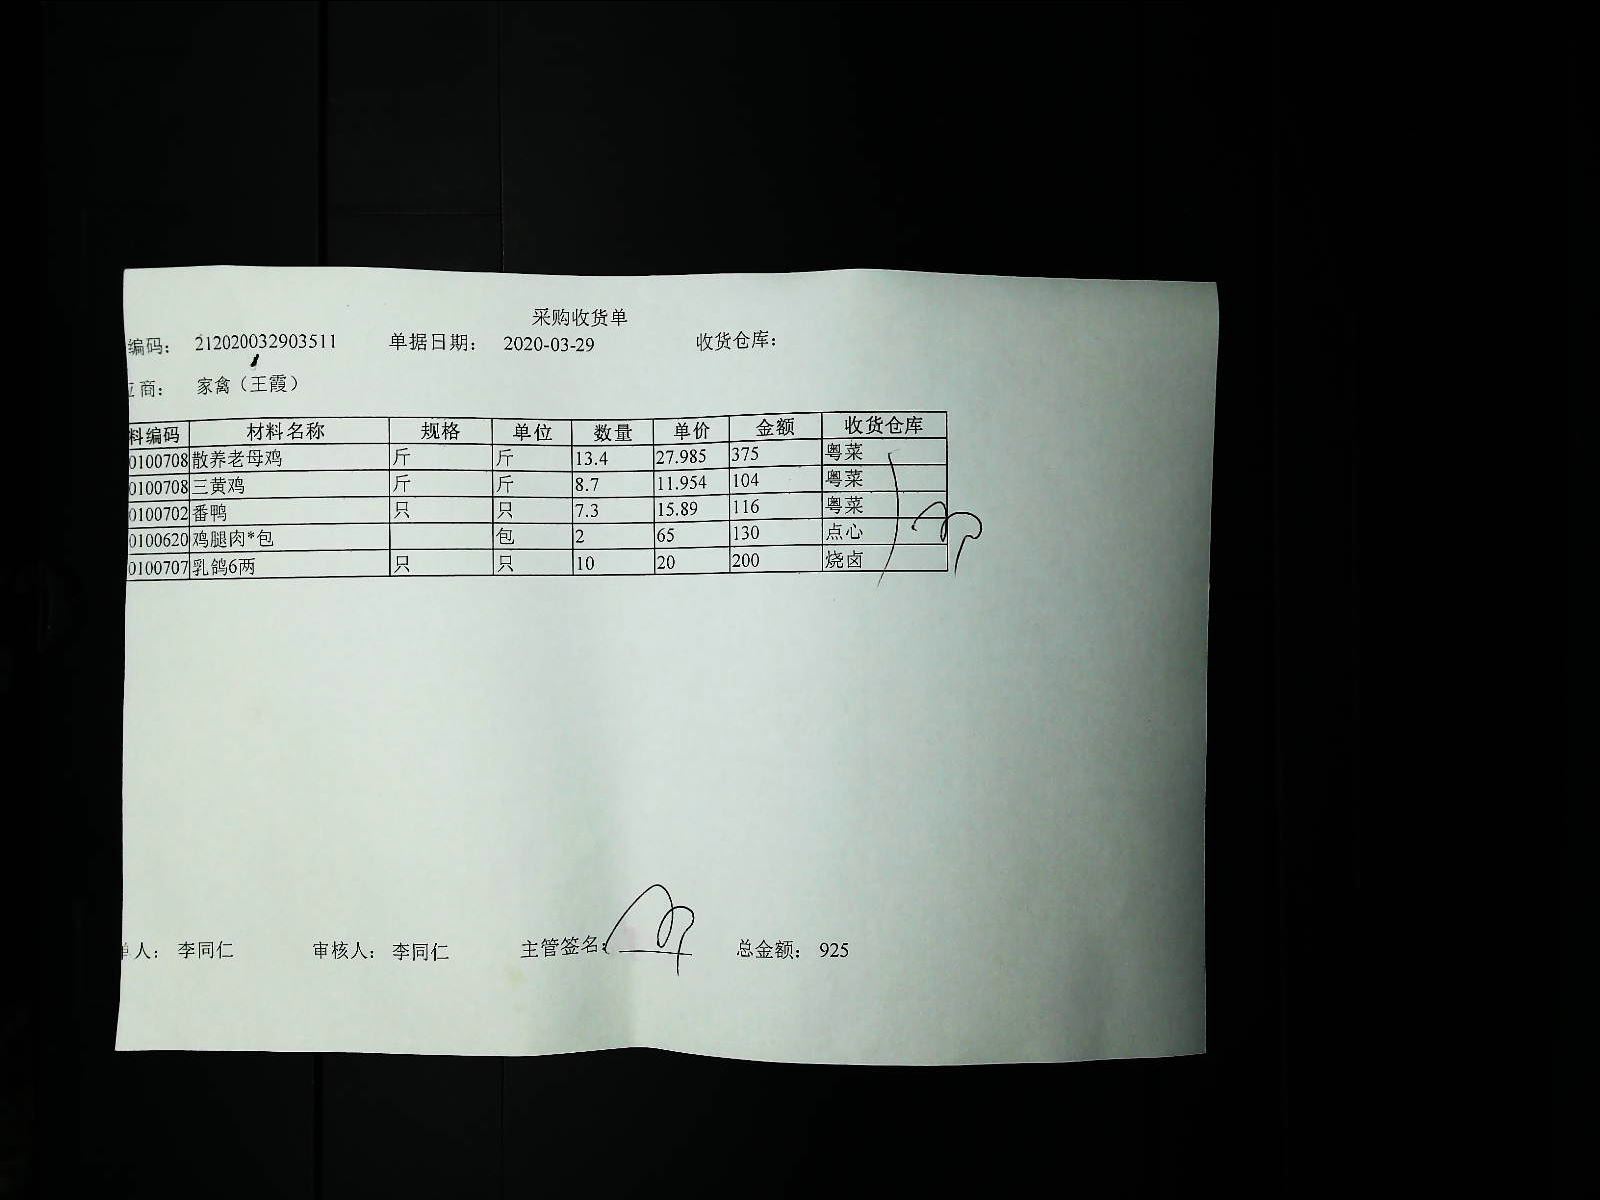 采购收货单
编码： 212020032903511 单据日期： 2020-03-29 收货仓库：
商： 家禽（王霞）
料编码 材料名称 规格 单位 数量 单价 金额 收货仓库
0100708 散养老母鸡 斤 斤 13.4 27.985 375 粤菜
0100708 三黄鸡 斤 斤 8.7 11.954 104 粤菜
0100702 番鸭 只 只 7.3 15.89 116 粤菜
0100620 鸡腿肉*包 包 2 65 130 点心
0100707 乳鸽6两 只 只 10 20 200 烧卤
人： 李同仁 审核人： 李同仁 主管签名： 总金额： 925